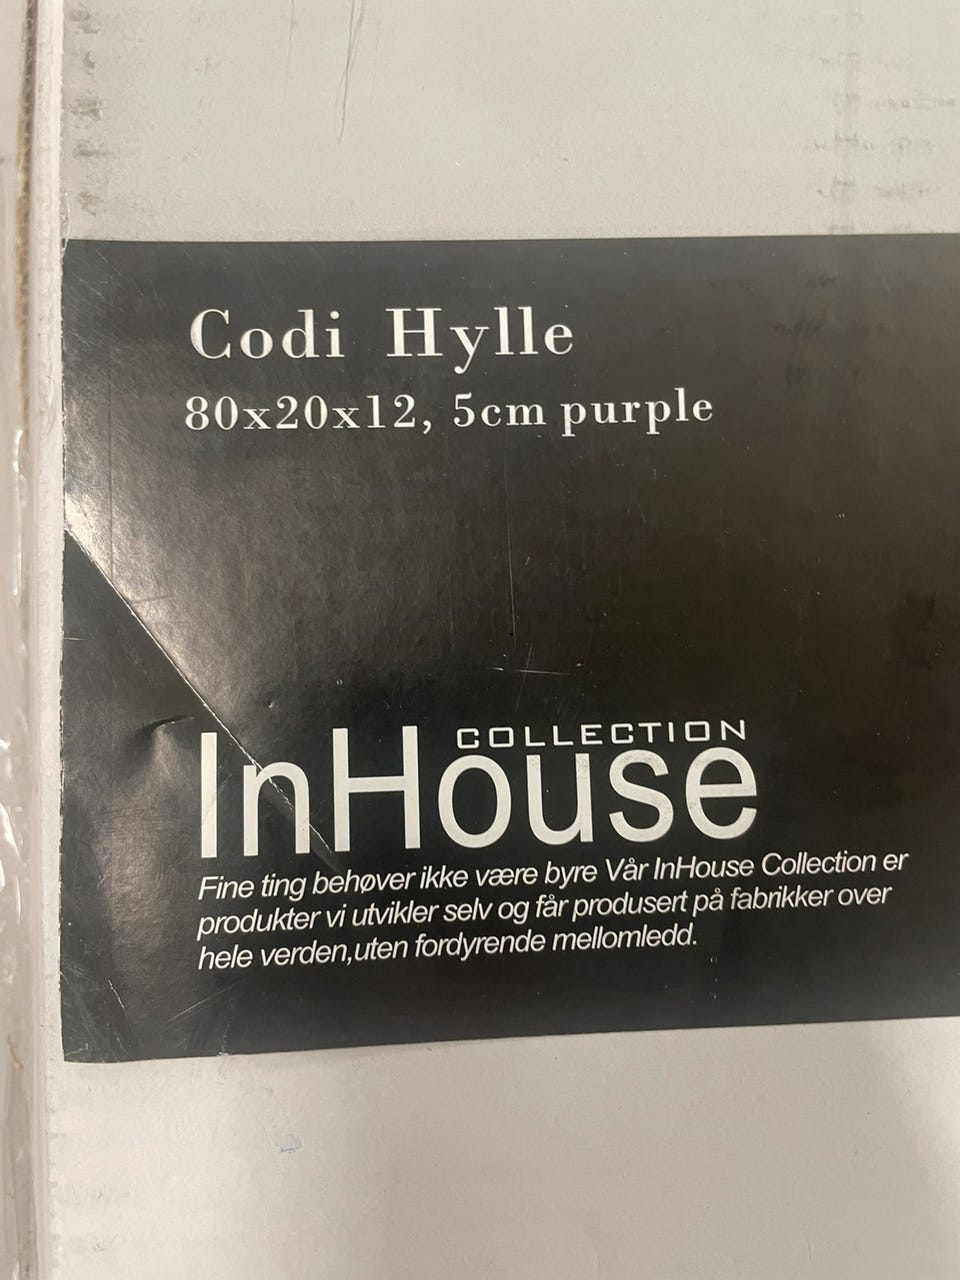 Codi Hylle
80x20x12, 5cm purple
COLLECTION
InHouse
Fine ting behøver ikke være byre Vår InHouse Collection er
produkter vi utvikler selv og får produsert på fabrikker over
hele verden,uten fordyrende mellomledd.